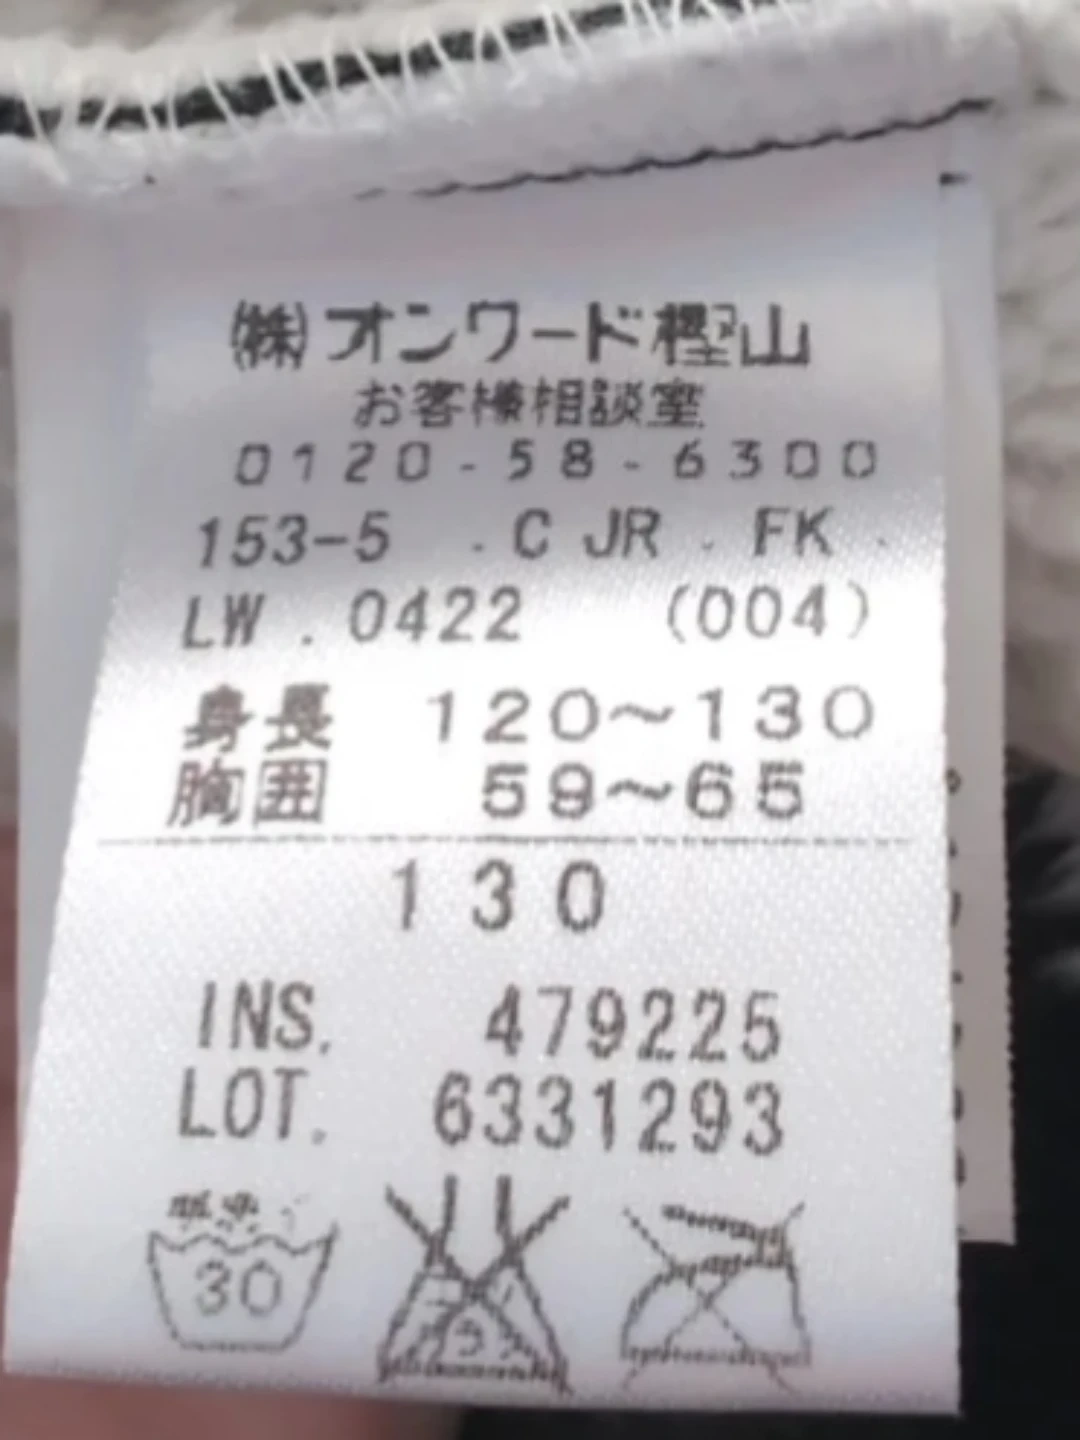 ㈱オンワード樫山
お客様相談室
0120-58-6300
153-5 .C JR . FK .
LW . 0422 (004)
身長 120～130
胸囲 59～65
130
INS. 479225
LOT. 6331293
30